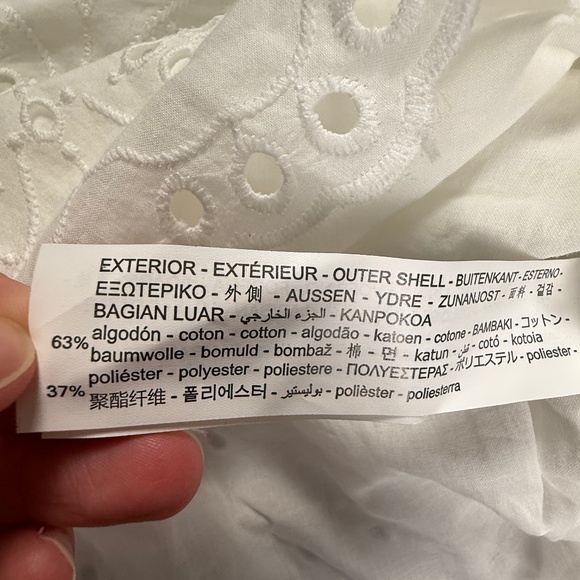 EXTERIOR - EXTÉRIEUR - OUTER SHELL - BUITENKANT - ESTERNO -
ΕΞΩΤΕΡΙΚΟ - 外側 - AUSSEN - YDRE - ZUNANJOST - 面料 - 겉감 -
BAGIAN LUAR - الجزء الخارجي - KANPOKOA
63% algodón - coton - cotton - algodão - katoen - cotone - ΒΑΜΒΑΚΙ - コットン -
baumwolle - bomuld - bombaž - 棉 - 면 - katun - قطن - cotó - kotoia
37% poliéster - polyester - poliestere - ΠΟΛΥΕΣΤΕΡΑΣ - ポリエステル - poliester -
聚酯纤维 - 폴리에스터 - بوليستير - polièster - poliesterra